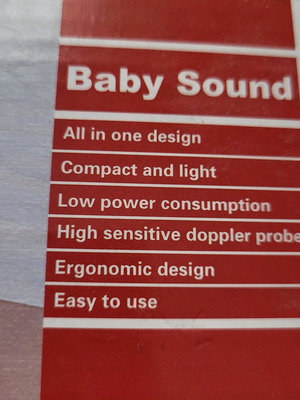 Baby Sound
All in one design
Compact and light
Low power consumption
High sensitive doppler probe
Ergonomic design
Easy to use